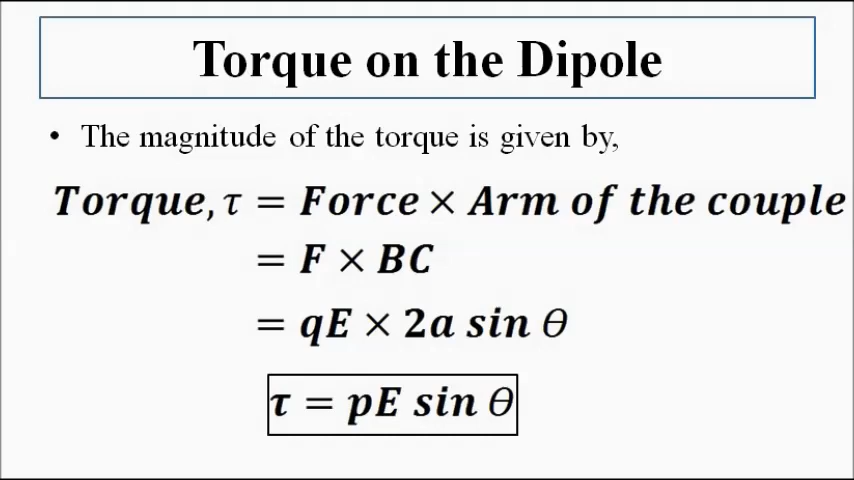 Torque on the Dipole
• The magnitude of the torque is given by,
Torque, τ = Force × Arm of the couple
= F × BC
= qE × 2a sin θ
τ = pE sin θ